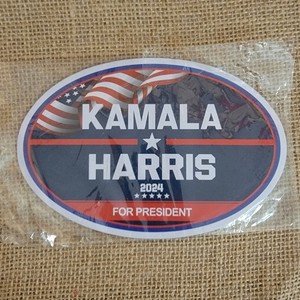 KAMALA
HARRIS
2024
FOR PRESIDENT